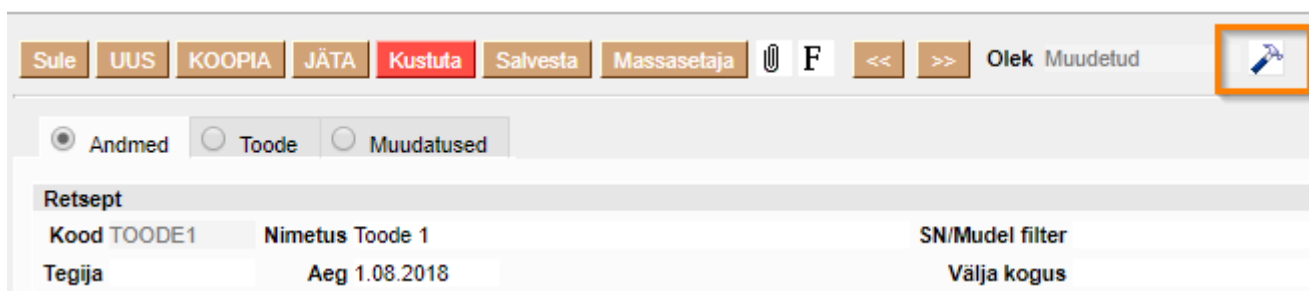 Sule UUS KOOPIA JÄTA Kustuta Salvesta Massasetaja F << >> Olek Muudetud
Andmed Toode Muudatused
Retsept
Kood TOODE1 Nimetus Toode 1 SN/Mudel filter
Tegija Aeg 1.08.2018 Välja kogus